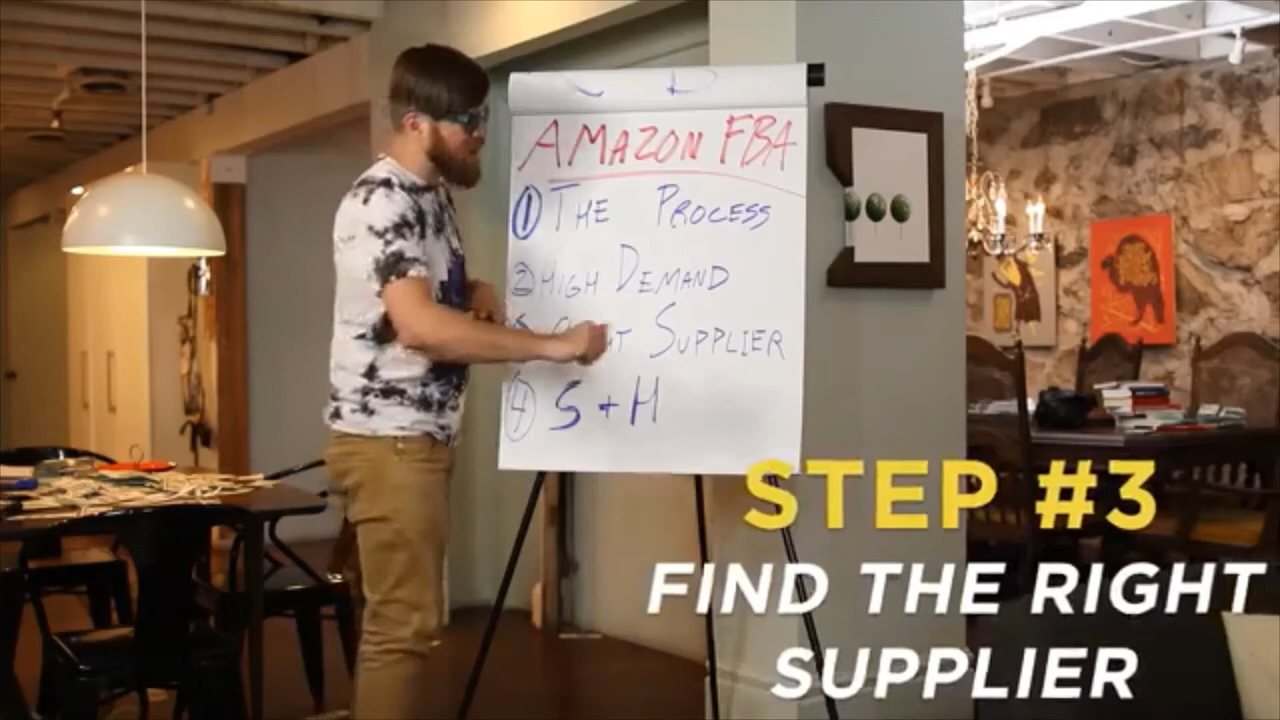 AMAZON FBA
① THE PROCESS
② HIGH DEMAND
SUPPLIER
④ S + H
STEP #3
FIND THE RIGHT
SUPPLIER